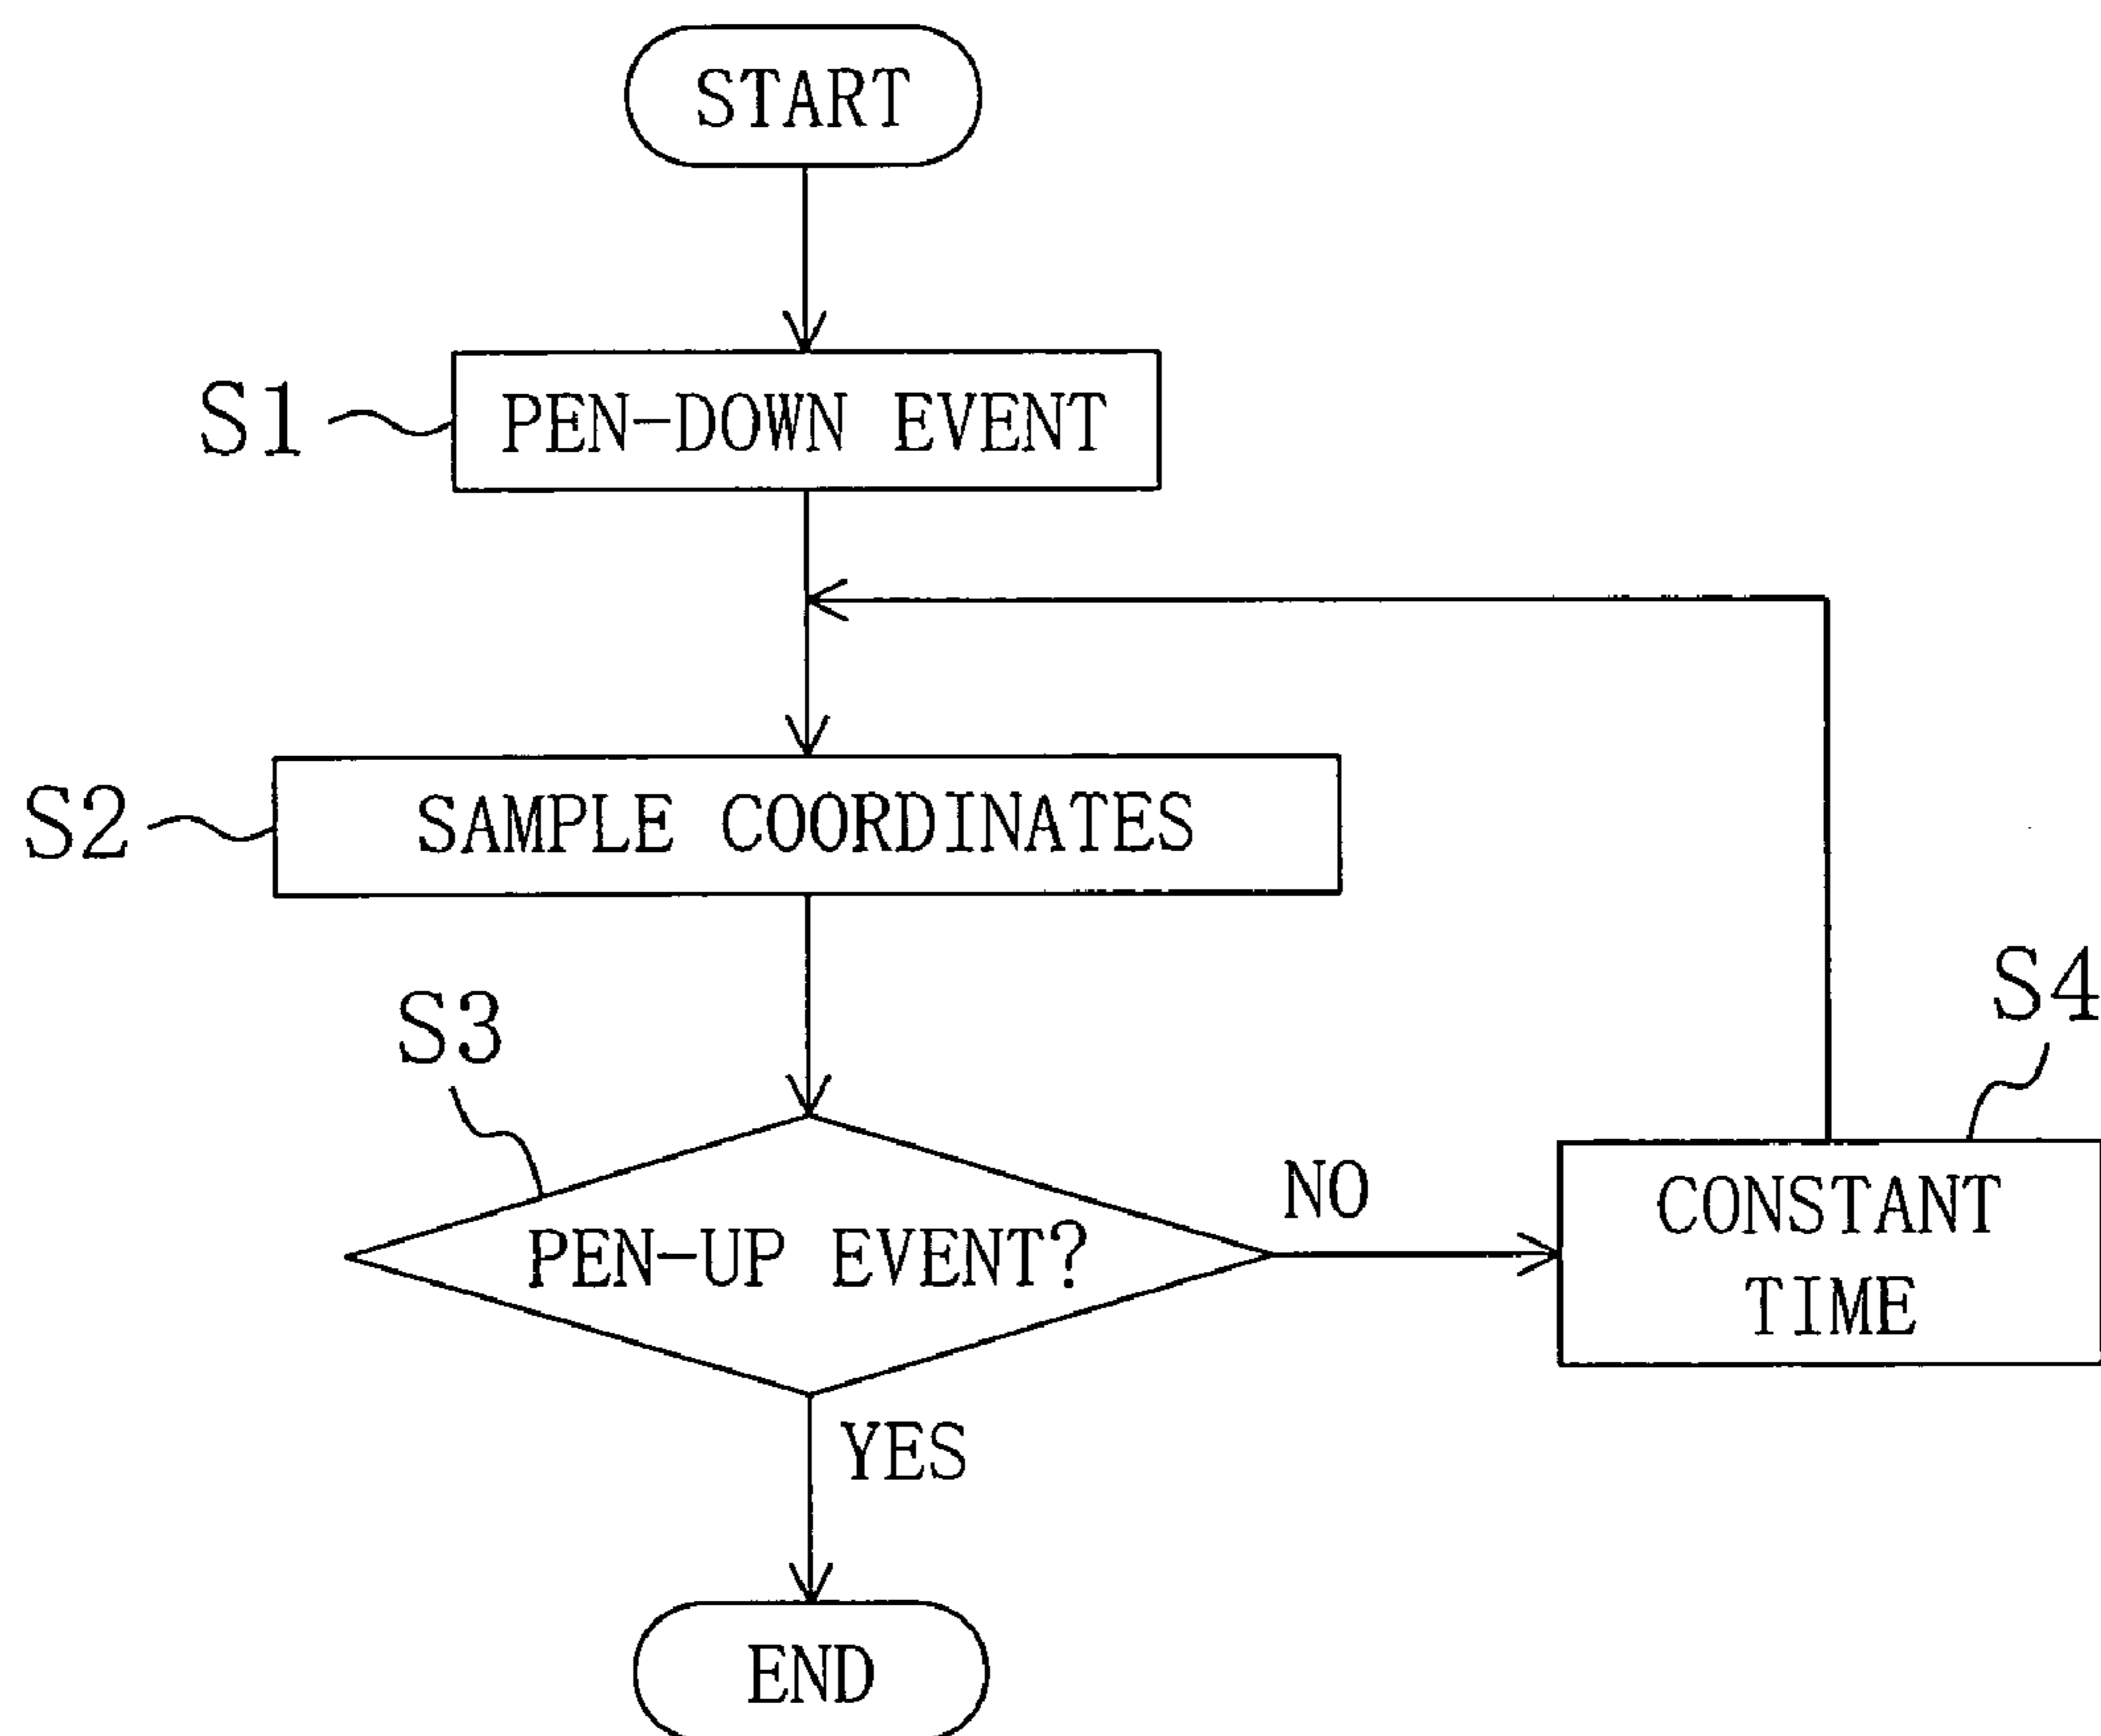 START
S1
PEN-DOWN EVENT
S2
SAMPLE COORDINATES
S3
S4
PEN-UP EVENT?
NO
CONSTANT
TIME
YES
END